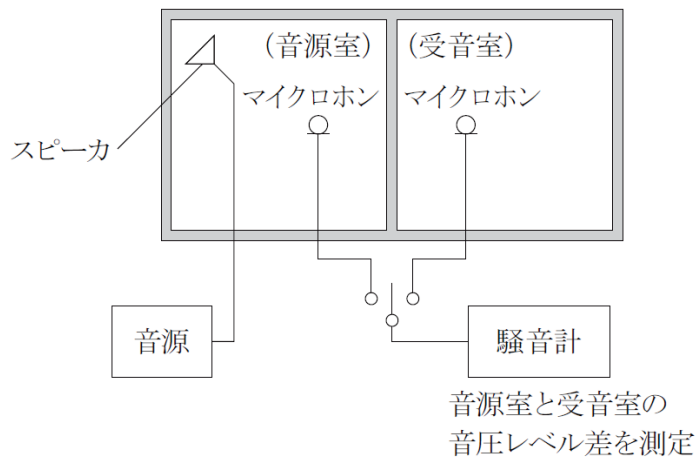 (音源室)
(受音室)
マイクロホン
マイクロホン
スピーカ
音源
騒音計
音源室と受音室の
音圧レベル差を測定